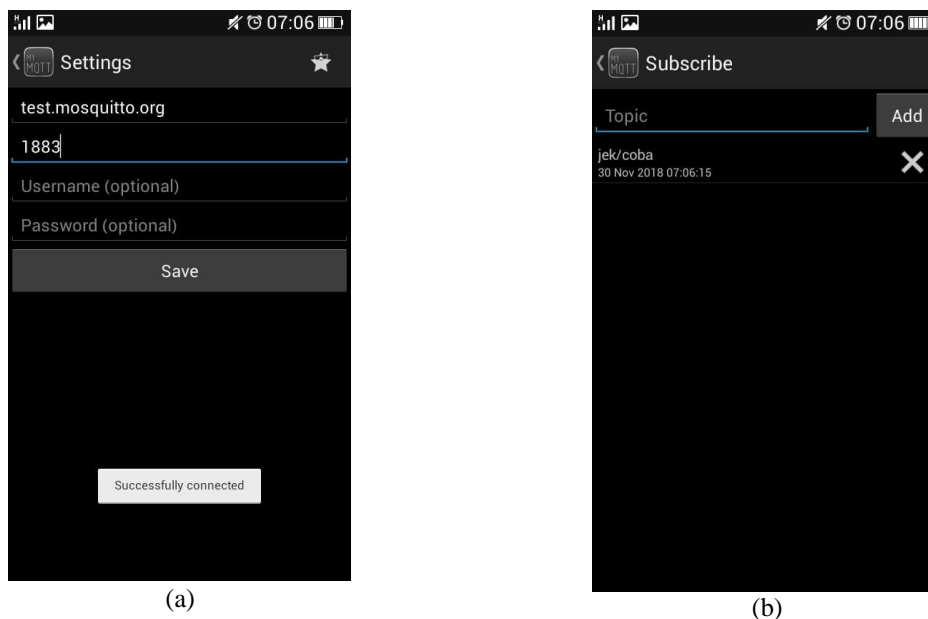 H
07:06
MY
MQTT
Settings
test.mosquitto.org
1883
Username (optional)
Password (optional)
Save
Successfully connected
(a)
H
07:06
MY
MQTT
Subscribe
Topic
Add
jek/coba
30 Nov 2018 07:06:15
(b)